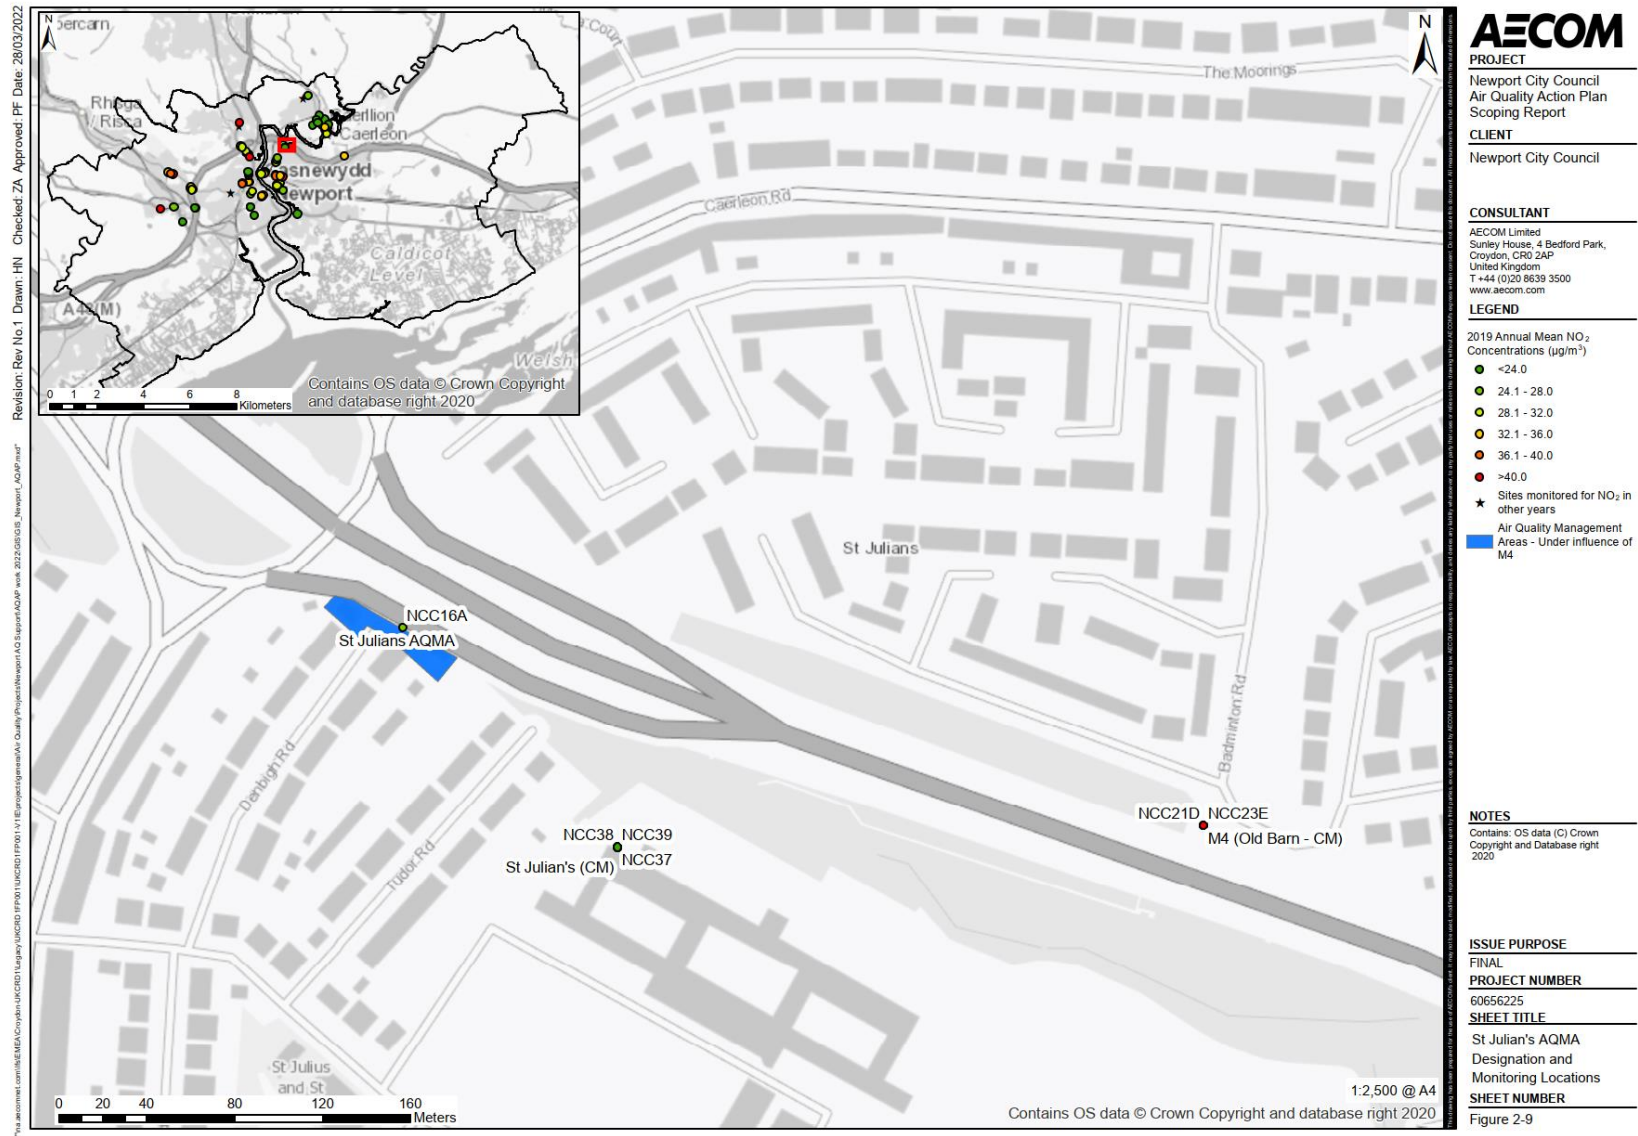 Revision: Rev No.1 Drawn: HN Checked: ZA Approved: PF Date: 28/03/2022
N
Rhisga
/ Risca
Caerleon
Casnewydd
Newport
Caldicot
Level
A48(M)
Welsh
0 1 2 4 6 8
Kilometers
Contains OS data © Crown Copyright
and database right 2020
N
The Moorings
Caerleon Rd
St Julians
NCC16A
St Julians AQMA
Denbigh Rd
Tudor Rd
Badminton Rd
NCC21D NCC23E
M4 (Old Barn - CM)
NCC38 NCC39
NCC37
St Julian's (CM)
St Julius
and St
0 20 40 80 120 160
Meters
1:2,500 @ A4
Contains OS data © Crown Copyright and database right 2020
AECOM
PROJECT
Newport City Council
Air Quality Action Plan
Scoping Report
CLIENT
Newport City Council
CONSULTANT
AECOM Limited
Sunley House, 4 Bedford Park,
Croydon, CR0 2AP
United Kingdom
T +44 (0)20 8639 3500
www.aecom.com
LEGEND
2019 Annual Mean NO₂
Concentrations (µg/m³)
<24.0
24.1 - 28.0
28.1 - 32.0
32.1 - 36.0
36.1 - 40.0
>40.0
Sites monitored for NO₂ in
other years
Air Quality Management
Areas - Under influence of
M4
NOTES
Contains: OS data (C) Crown
Copyright and Database right
2020
ISSUE PURPOSE
FINAL
PROJECT NUMBER
60656225
SHEET TITLE
St Julian's AQMA
Designation and
Monitoring Locations
SHEET NUMBER
Figure 2-9